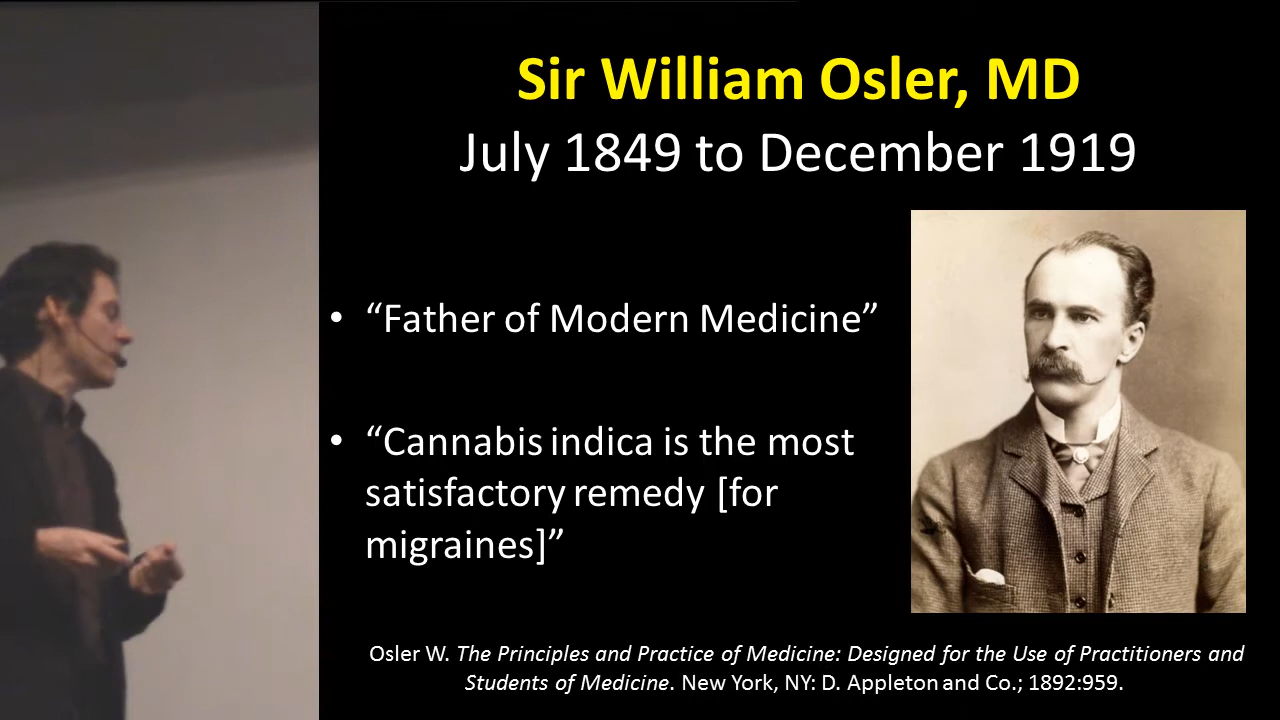 Sir William Osler, MD
July 1849 to December 1919
• “Father of Modern Medicine”
• “Cannabis indica is the most
satisfactory remedy [for
migraines]”
Osler W. The Principles and Practice of Medicine: Designed for the Use of Practitioners and
Students of Medicine. New York, NY: D. Appleton and Co.; 1892:959.